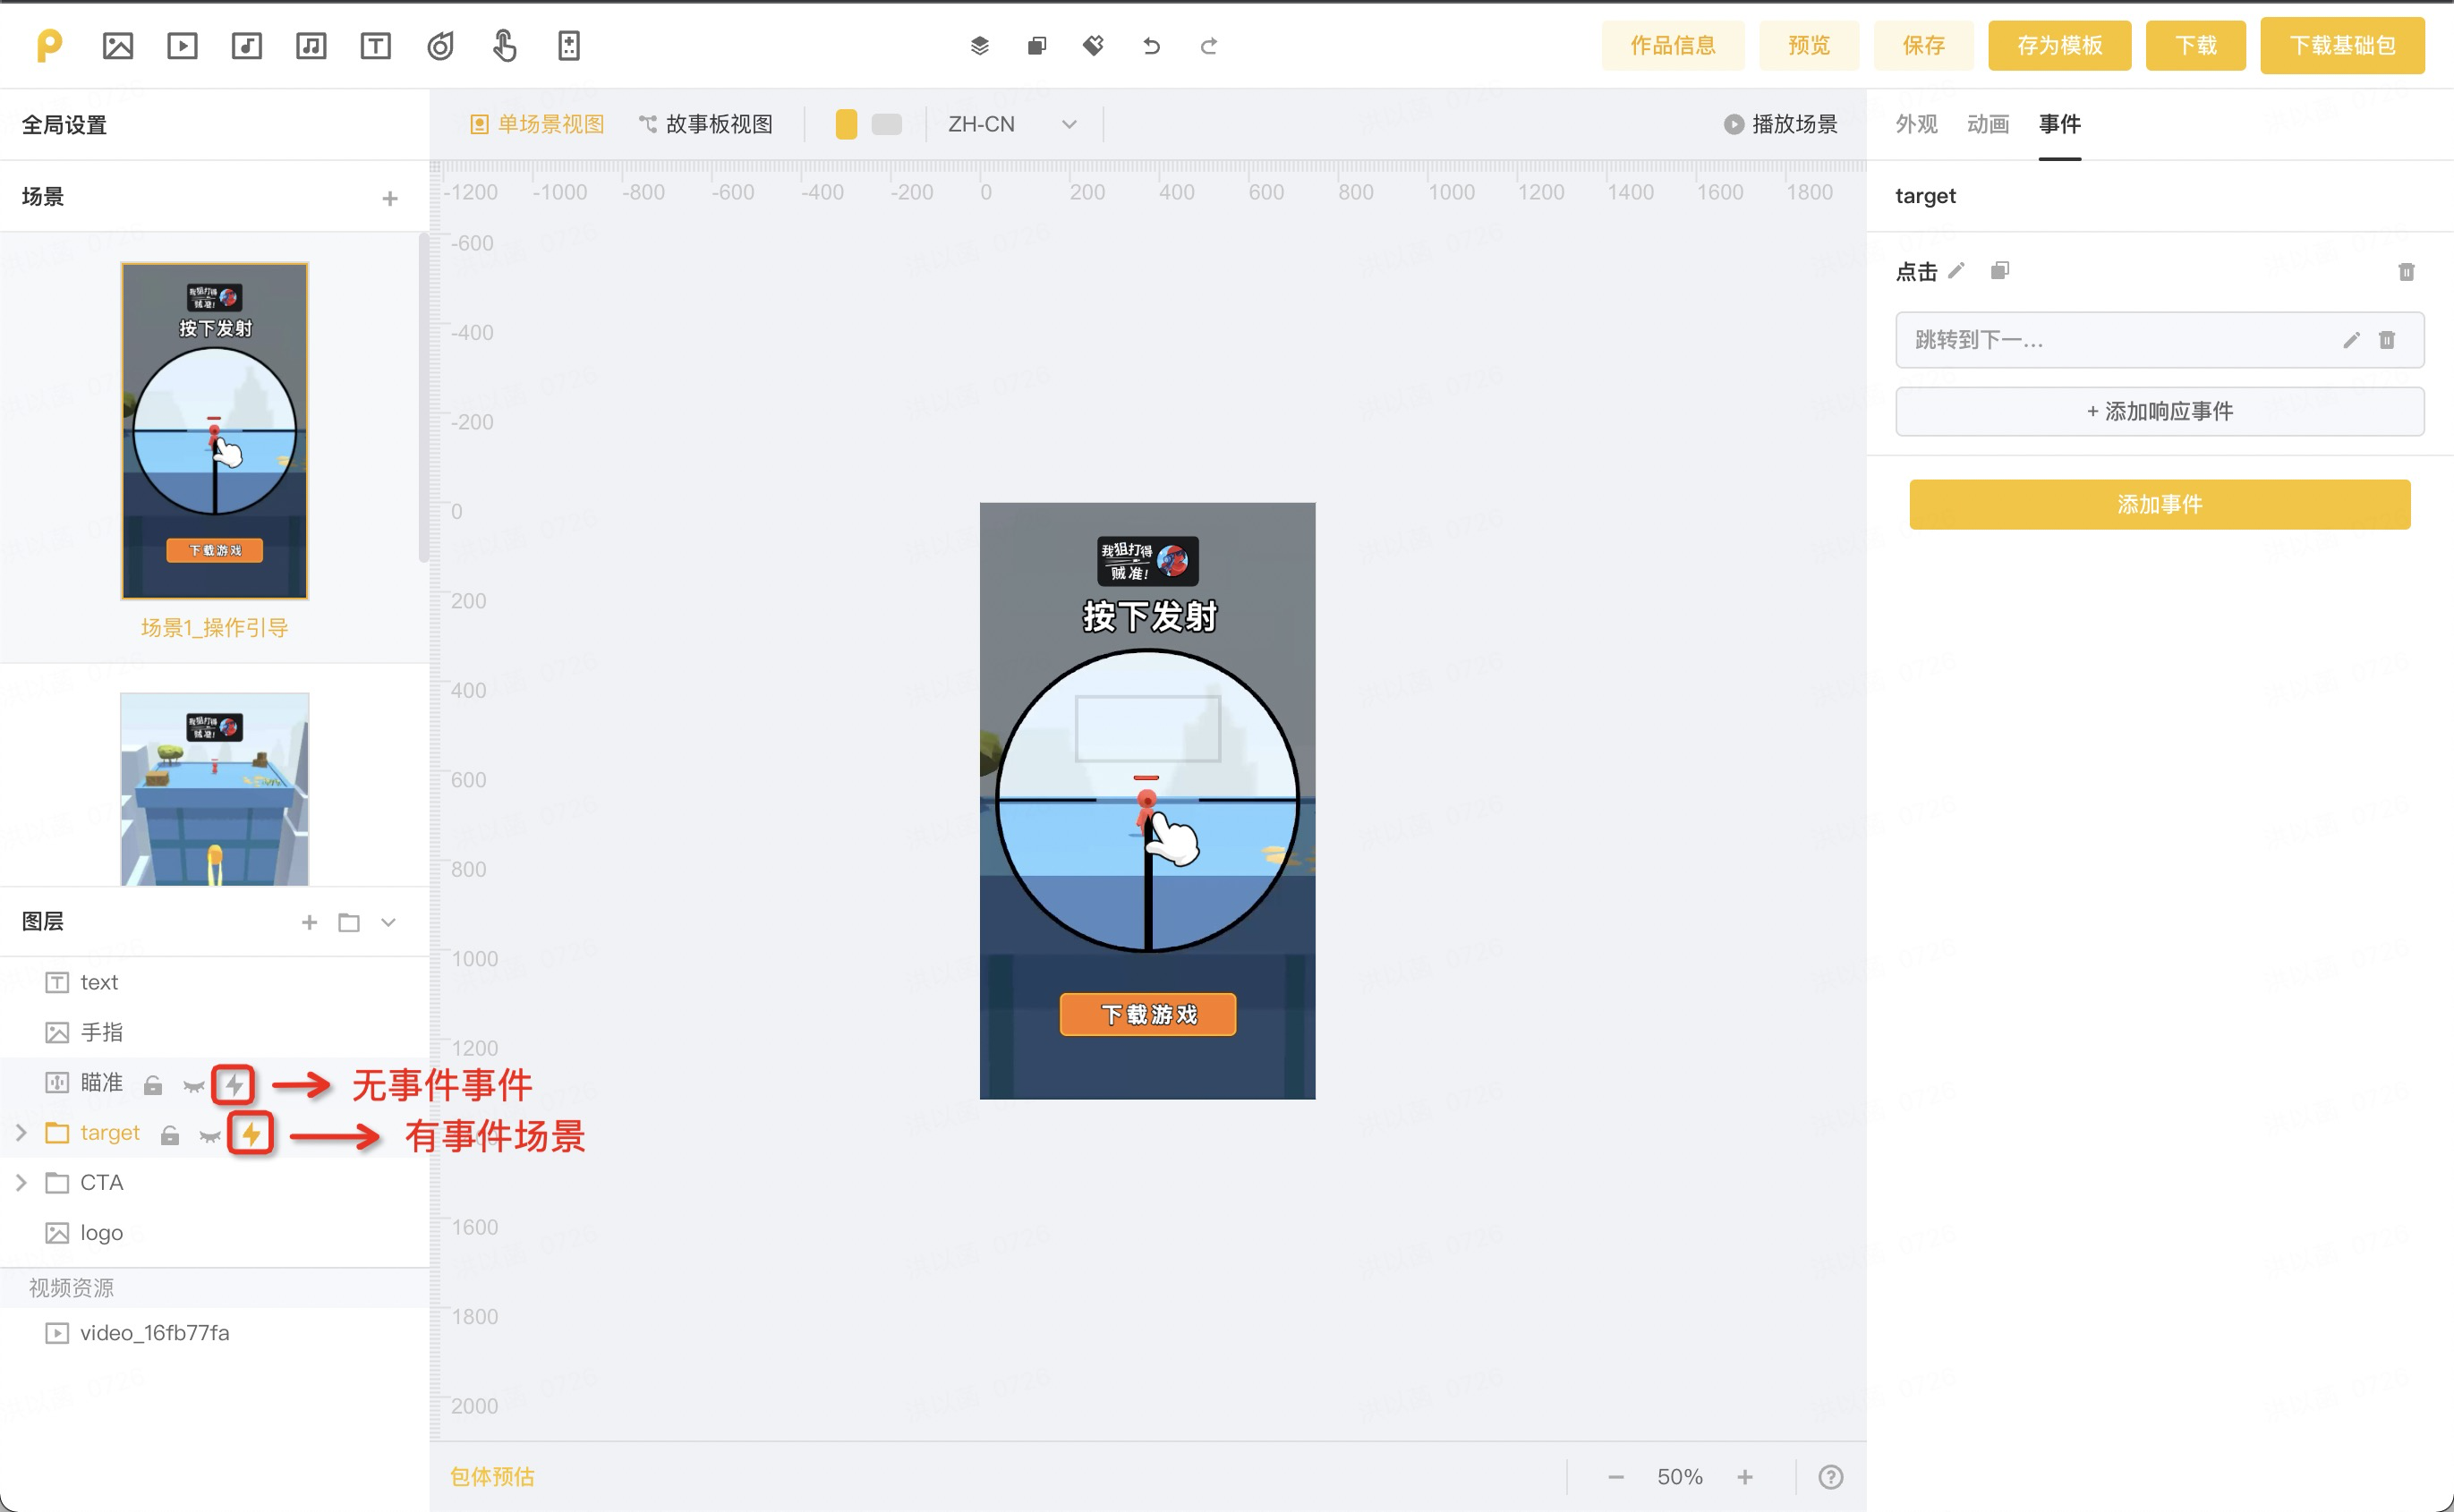 作品信息
预览
保存
存为模板
下载
下载基础包
全局设置
单场景视图
故事板视图
ZH-CN
播放场景
外观
动画
事件
场景
-1200 -1000 -800 -600 -400 -200 0 200 400 600 800 1000 1200 1400 1600 1800
target
-600
-400
-200
0
200
400
600
800
1000
1200
1600
1800
2000
我狙打得
贼准!
按下发射
下载游戏
场景1_操作引导
我狙打得
贼准!
我狙打得
贼准!
按下发射
下载游戏
点击
跳转到下一...
+ 添加响应事件
添加事件
图层
text
手指
瞄准
无事件事件
target
有事件场景
CTA
logo
视频资源
video_16fb77fa
包体预估
50%